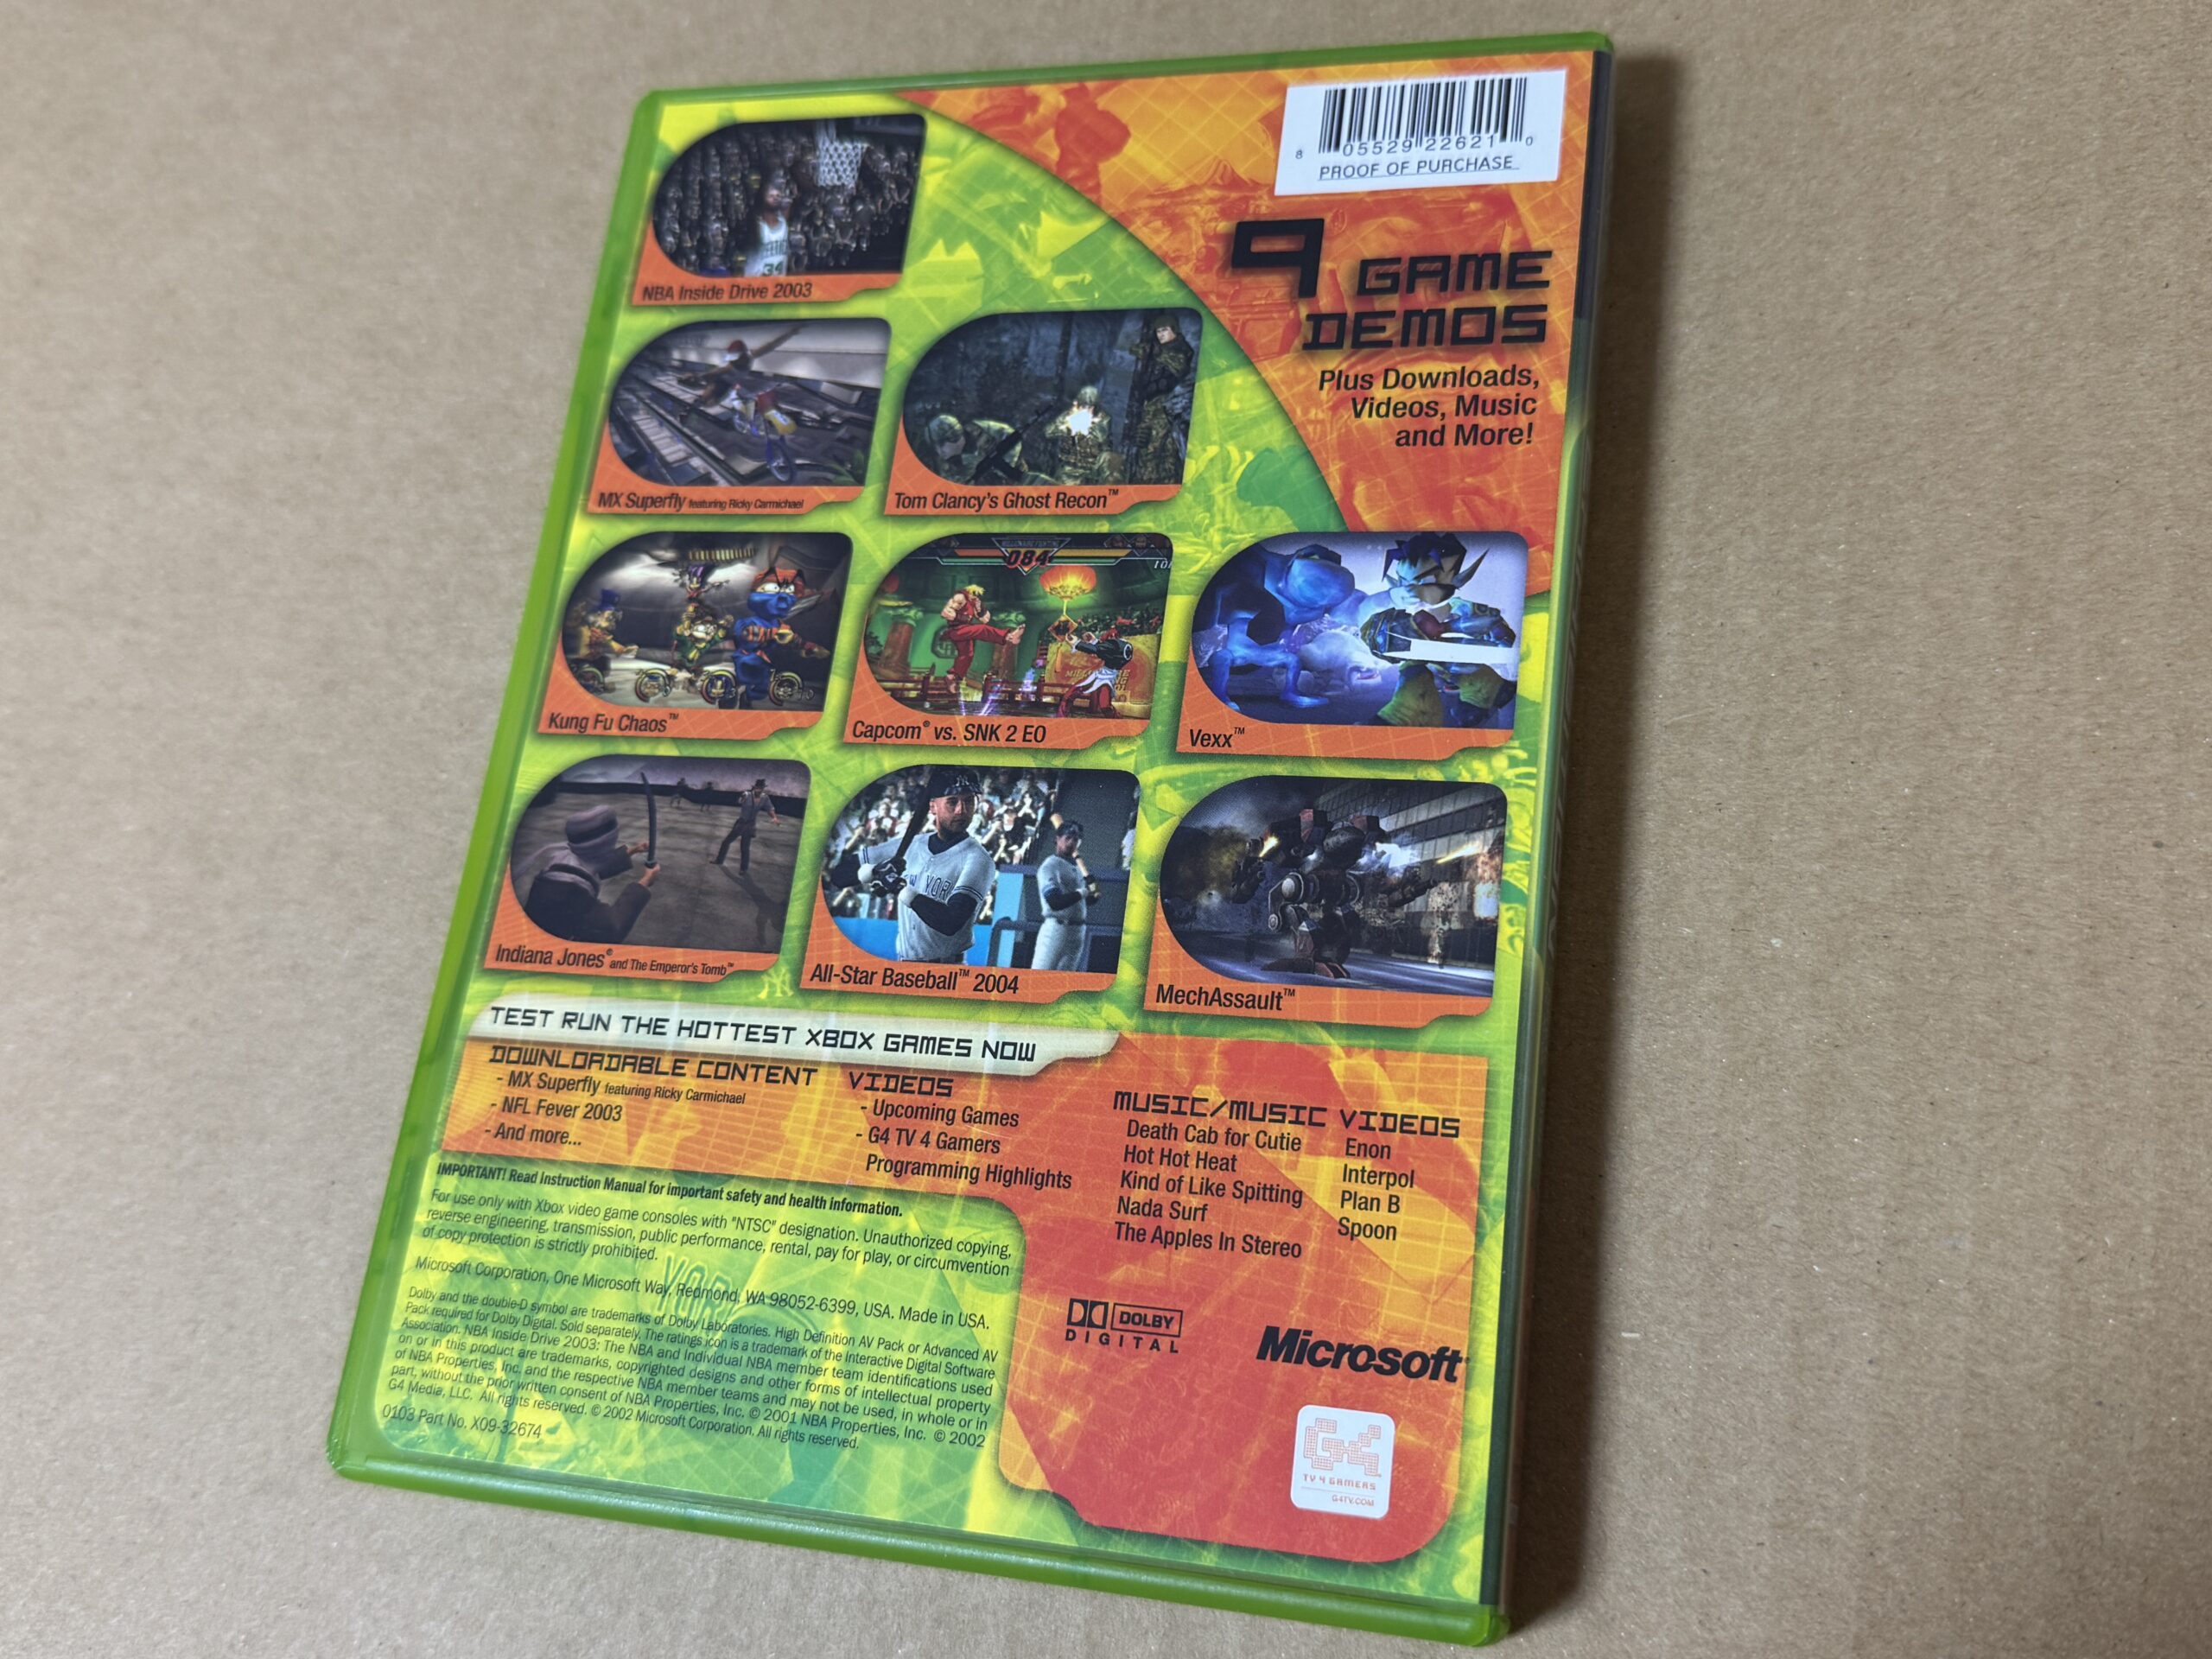 8 05529 22621 0
PROOF OF PURCHASE
9 GAME
DEMOS
Plus Downloads,
Videos, Music
and More!
34
NBA Inside Drive 2003
MX Superfly featuring Ricky Carmichael
Tom Clancy's Ghost Recon™
Kung Fu Chaos™
084
Capcom® vs. SNK 2 EO
Vexx™
Indiana Jones® and The Emperor's Tomb™
All-Star Baseball™ 2004
MechAssault™
TEST RUN THE HOTTEST XBOX GAMES NOW
DOWNLOADABLE CONTENT
- MX Superfly featuring Ricky Carmichael
- NFL Fever 2003
- And more...
VIDEOS
- Upcoming Games
- G4 TV 4 Gamers
Programming Highlights
MUSIC/MUSIC VIDEOS
Death Cab for Cutie
Hot Hot Heat
Kind of Like Spitting
Nada Surf
The Apples In Stereo
Enon
Interpol
Plan B
Spoon
IMPORTANT! Read Instruction Manual for important safety and health information.
For use only with Xbox video game consoles with "NTSC" designation. Unauthorized copying,
reverse engineering, transmission, public performance, rental, pay for play, or circumvention
of copy protection is strictly prohibited.
Microsoft Corporation, One Microsoft Way, Redmond, WA 98052-6399, USA. Made in USA.
Dolby and the double-D symbol are trademarks of Dolby Laboratories. High Definition AV Pack or Advanced AV
Pack required for Dolby Digital. Sold separately. The ratings icon is a trademark of the Interactive Digital Software
Association. NBA Inside Drive 2003: The NBA and individual NBA member team identifications used
on or in this product are trademarks, copyrighted designs and other forms of intellectual property
of NBA Properties, Inc. and the respective NBA member teams and may not be used, in whole or in
part, without the prior written consent of NBA Properties, Inc. © 2001 NBA Properties, Inc. © 2002
G4 Media, LLC. All rights reserved. © 2002 Microsoft Corporation. All rights reserved.
0103 Part No. X09-32674
DOLBY
DIGITAL
Microsoft
G4
TV 4 GAMERS
G4TV.COM